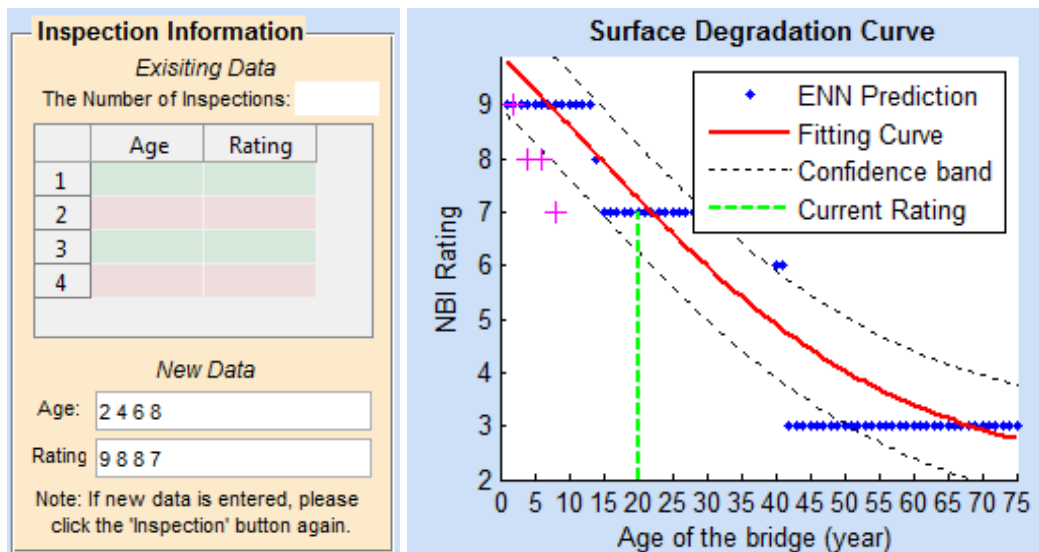 Inspection Information
Exisiting Data
The Number of Inspections:
Age Rating
1
2
3
4
New Data
Age: 2 4 6 8
Rating 9 8 8 7
Note: If new data is entered, please
click the 'Inspection' button again.
Surface Degradation Curve
ENN Prediction
Fitting Curve
Confidence band
Current Rating
NBI Rating
9
8
7
6
5
4
3
2
0 5 10 15 20 25 30 35 40 45 50 55 60 65 70 75
Age of the bridge (year)